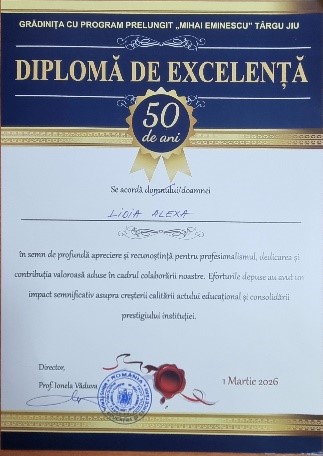 GRĂDINIȚA CU PROGRAM PRELUNGIT „MIHAI EMINESCU” TÂRGU JIU
DIPLOMĂ DE EXCELENȚĂ
50
de ani
Se acordă domnului/doamnei
LIDIA ALEXA
în semn de profundă apreciere și recunoștință pentru profesionalismul, dedicarea și
contribuția valoroasă aduse în cadrul colaborării noastre. Eforturile depuse au avut un
impact semnificativ asupra creșterii calității actului educațional și consolidării
prestigiului instituției.
Director,
Prof. Ionela Văduva
1 Martie 2026
ROMÂNIA